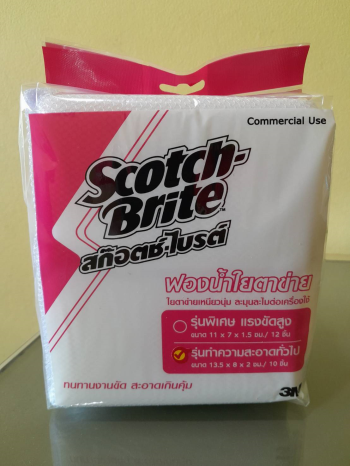 Commercial Use
Scotch-
Brite™
สก๊อตช์-ไบรต์
ฟองน้ำใยตาข่าย
ใยตาข่ายเหนียวนุ่ม ละมุนละไมต่อเครื่องใช้
รุ่นพิเศษ แรงขัดสูง
ขนาด 11 x 7 x 1.5 ซม./ 12 ชิ้น
รุ่นทำความสะอาดทั่วไป
ขนาด 13.5 x 9 x 2 ซม./ 10 ชิ้น
ทนทานงานขัด สะอาดเกินคุ้ม
3M